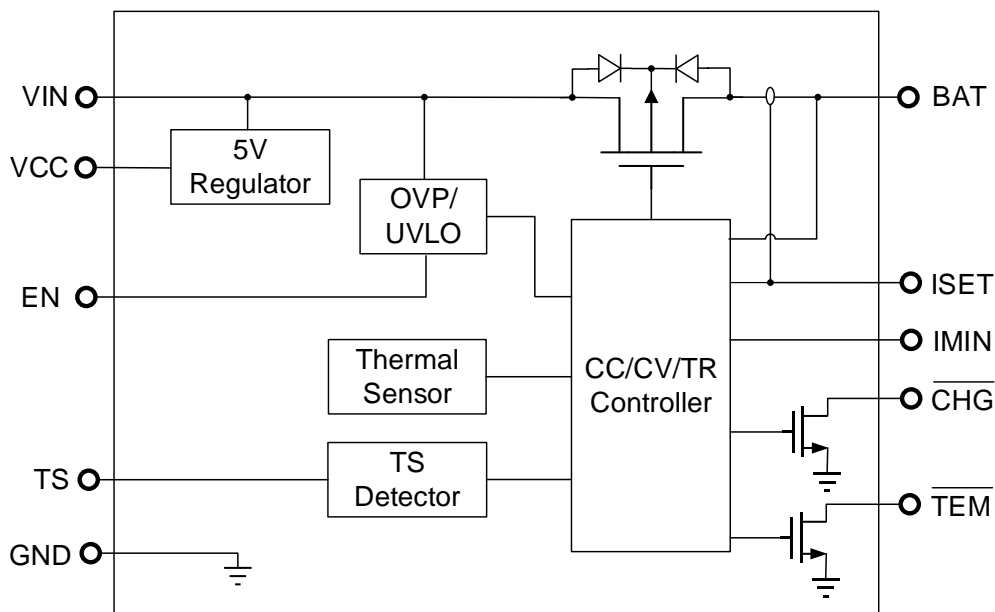 VIN
BAT
5V
Regulator
VCC
OVP/
UVLO
EN
ISET
IMIN
Thermal
Sensor
CC/CV/TR
Controller
CHG
TS
TS
Detector
TEM
GND